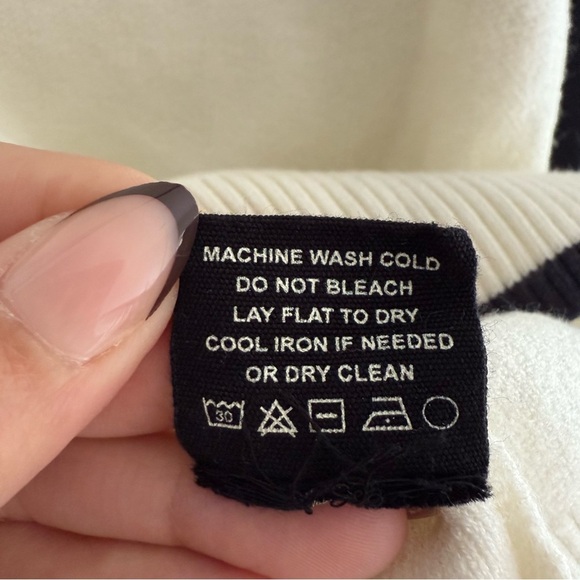 MACHINE WASH COLD
DO NOT BLEACH
LAY FLAT TO DRY
COOL IRON IF NEEDED
OR DRY CLEAN
30